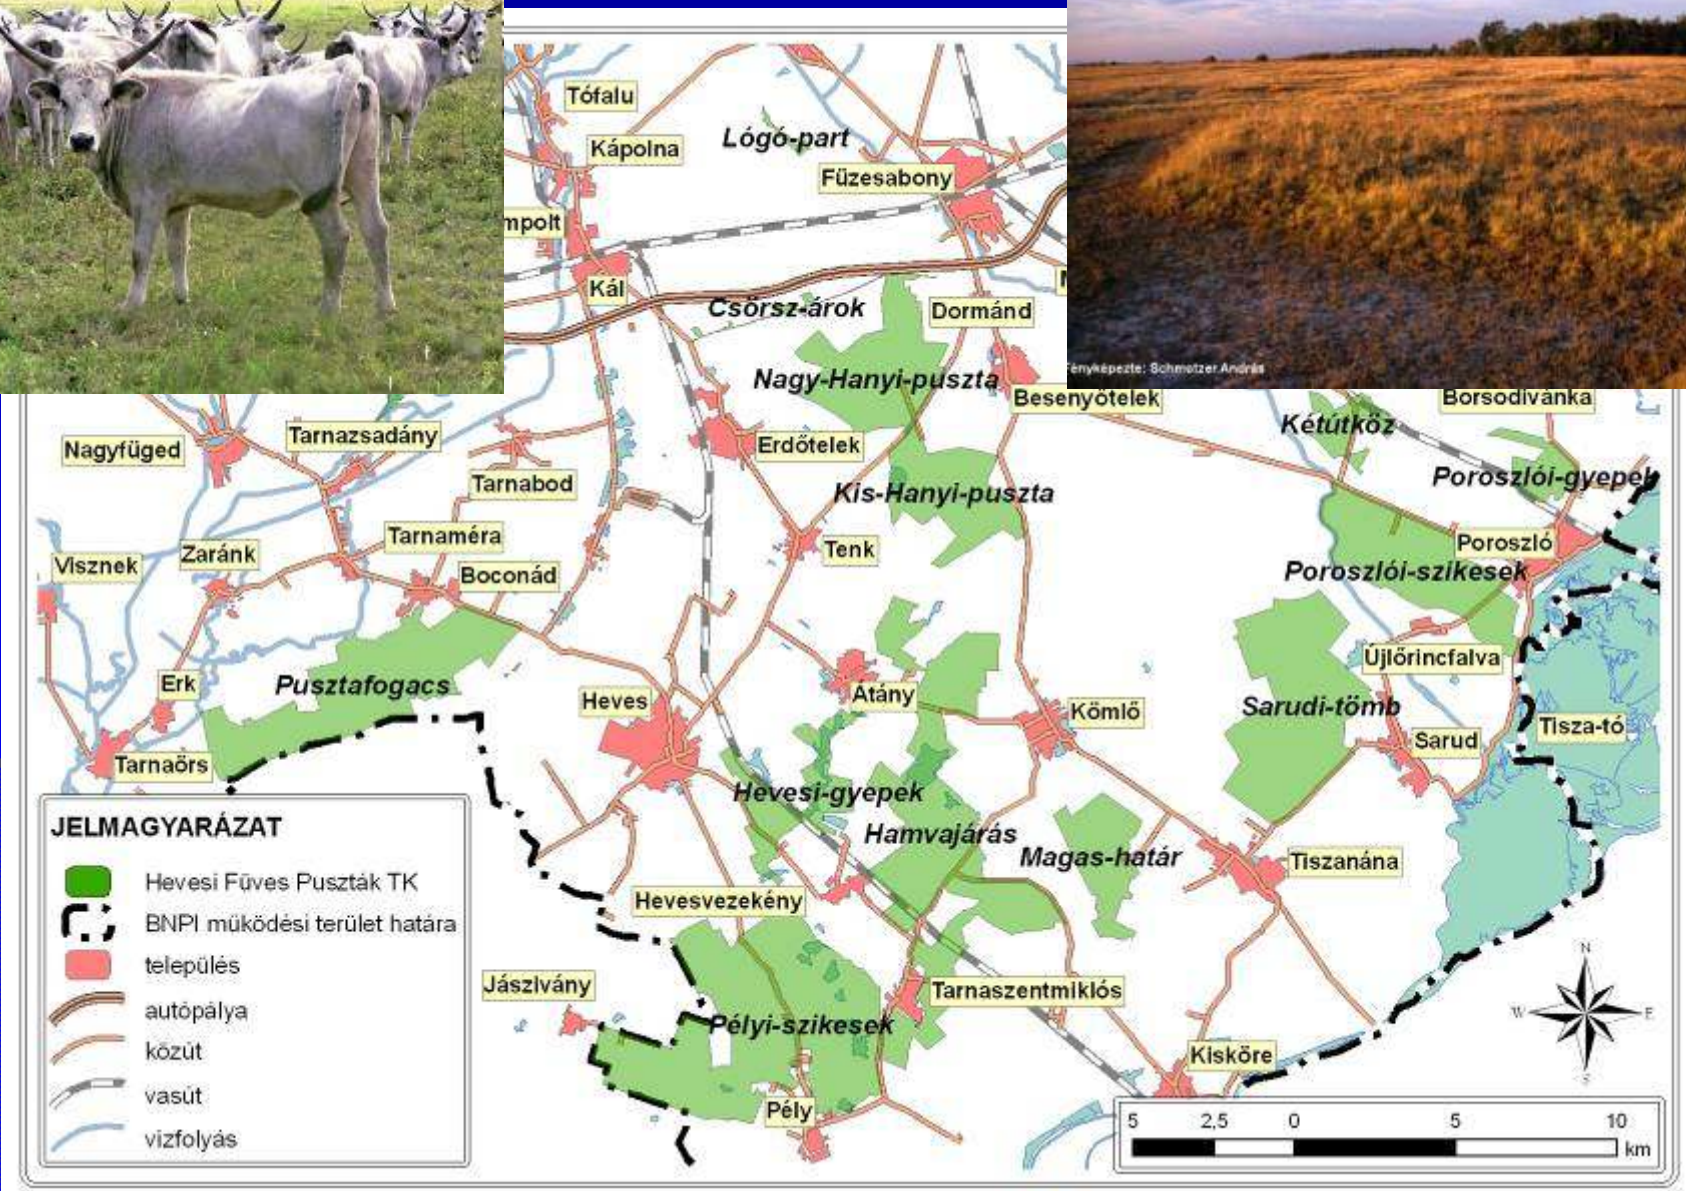 Tófalu
Kápolna
Lógó-part
Füzesabony
mpolt
Kál
Csörsz-árok
Dormánd
Nagy-Hanyi-puszta
Fényképezte: Schmotzer András
Besenyőtelek
Borsodivánka
Kétútköz
Nagyfüged
Tarnazsadány
Erdőtelek
Poroszlói-gyepek
Tarnabod
Kis-Hanyi-puszta
Tarnaméra
Tenk
Poroszló
Visznek
Zaránk
Boconád
Poroszlói-szikesek
Újlőrincfalva
Erk
Pusztafogacs
Heves
Átány
Kömlő
Sarudi-tömb
Sarud
Tisza-tó
Tarnaörs
Hevesi-gyepek
Hamvajárás
Magas-határ
Tiszanána
Hevesvezekény
Jászivány
Tarnaszentmiklós
Pélyi-szikesek
Kisköre
Pély
JELMAGYARÁZAT
Hevesi Füves Puszták TK
BNPI működési terület határa
település
autópálya
közút
vasút
vízfolyás
N
W E
S
5 2,5 0 5 10
km